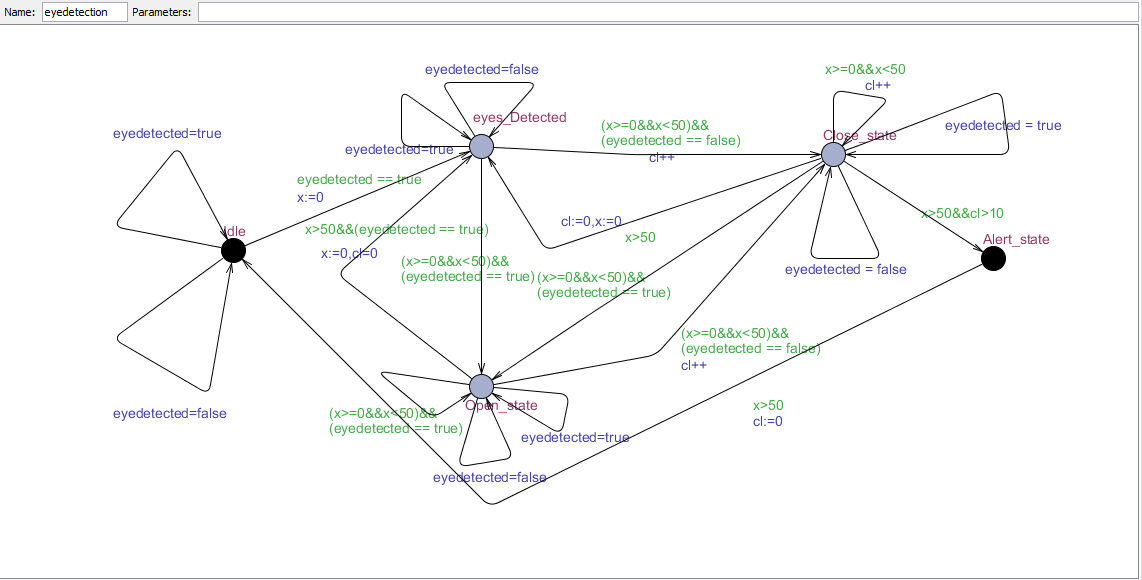 Name: eyedetection Parameters:
eyedetected=false
x>=0&&x<50
cl++
eyes_Detected
eyedetected=true
(x>=0&&x<50)&&
(eyedetected == false)
cl++
Close_state
eyedetected = true
eyedetected=true
eyedetected == true
x:=0
Idle
x>50&&(eyedetected == true)
x:=0,cl=0
cl:=0,x:=0
x>50
x>50&&cl>10
Alert_state
(x>=0&&x<50)&&
(eyedetected == true)
(x>=0&&x<50)&&
(eyedetected == true)
eyedetected = false
(x>=0&&x<50)&&
(eyedetected == false)
cl++
Open_state
(x>=0&&x<50)&&
(eyedetected == true)
eyedetected=true
x>50
cl:=0
eyedetected=false
eyedetected=false